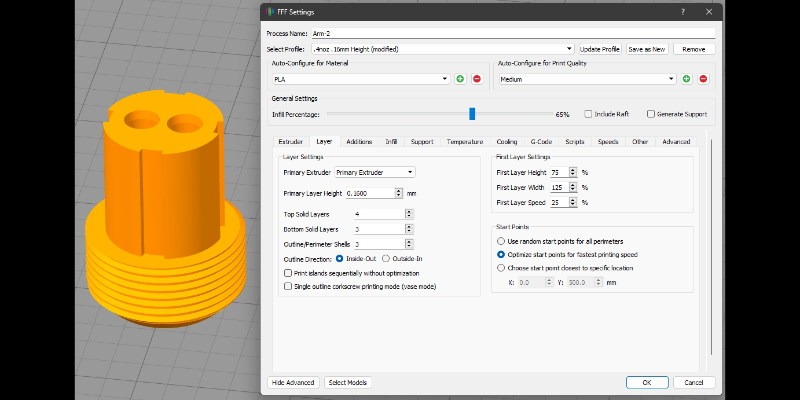 FFF Settings
Process Name: Arm-2
Select Profile: .4noz .16mm Height (modified) Update Profile Save as New Remove
Auto-Configure for Material Auto-Configure for Print Quality
PLA Medium
General Settings
Infill Percentage: 65% Include Raft Generate Support
Extruder Layer Additions Infill Support Temperature Cooling G-Code Scripts Speeds Other Advanced
Layer Settings
Primary Extruder Primary Extruder
Primary Layer Height 0.1600 mm
Top Solid Layers 4
Bottom Solid Layers 3
Outline/Perimeter Shells 3
Outline Direction: Inside-Out Outside-In
Print islands sequentially without optimization
Single outline corkscrew printing mode (vase mode)
First Layer Settings
First Layer Height 75 %
First Layer Width 125 %
First Layer Speed 25 %
Start Points
Use random start points for all perimeters
Optimize start points for fastest printing speed
Choose start point closest to specific location
X: 0.0 Y: 500.0 mm
Hide Advanced Select Models OK Cancel